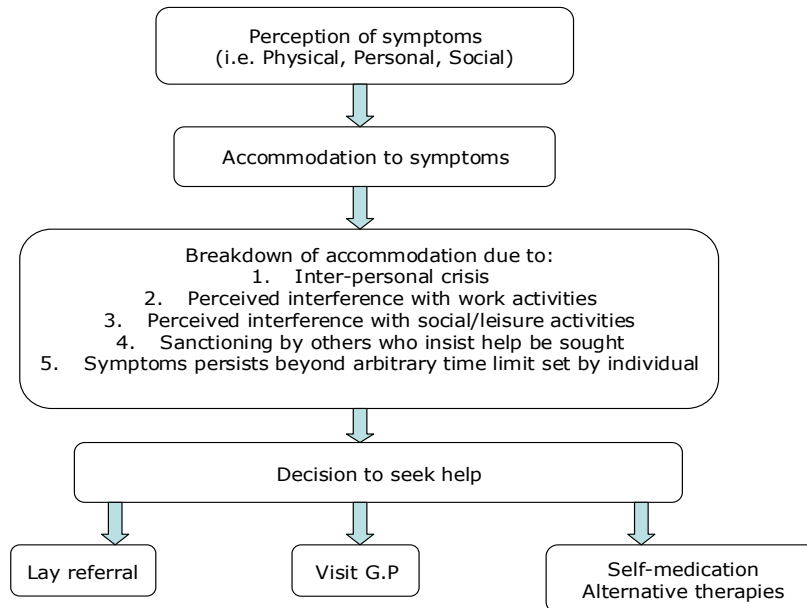 Perception of symptoms
(i.e. Physical, Personal, Social)
Accommodation to symptoms
Breakdown of accommodation due to:
1. Inter-personal crisis
2. Perceived interference with work activities
3. Perceived interference with social/leisure activities
4. Sanctioning by others who insist help be sought
5. Symptoms persists beyond arbitrary time limit set by individual
Decision to seek help
Lay referral
Visit G.P
Self-medication
Alternative therapies